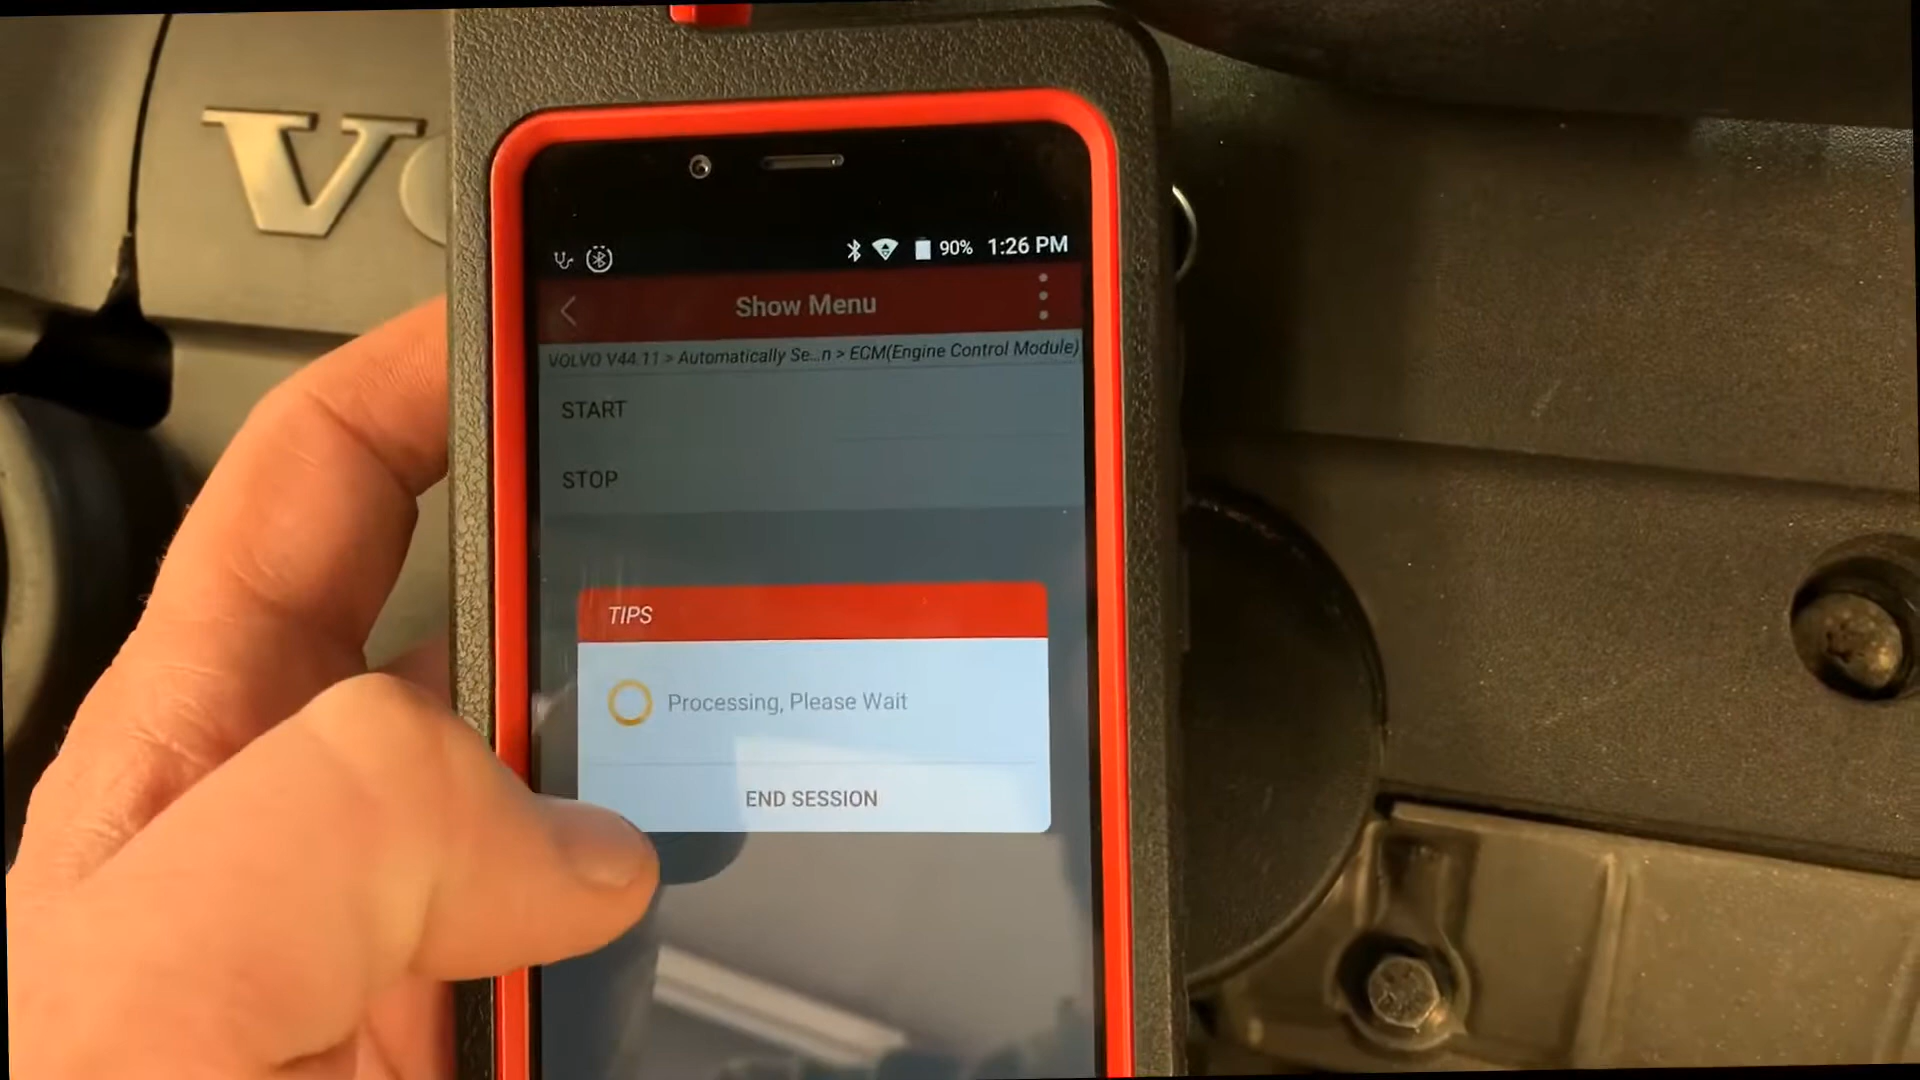 VO
90% 1:26 PM
Show Menu
VOLVO V44.11 > Automatically Se...n > ECM(Engine Control Module)
START
STOP
TIPS
Processing, Please Wait
END SESSION